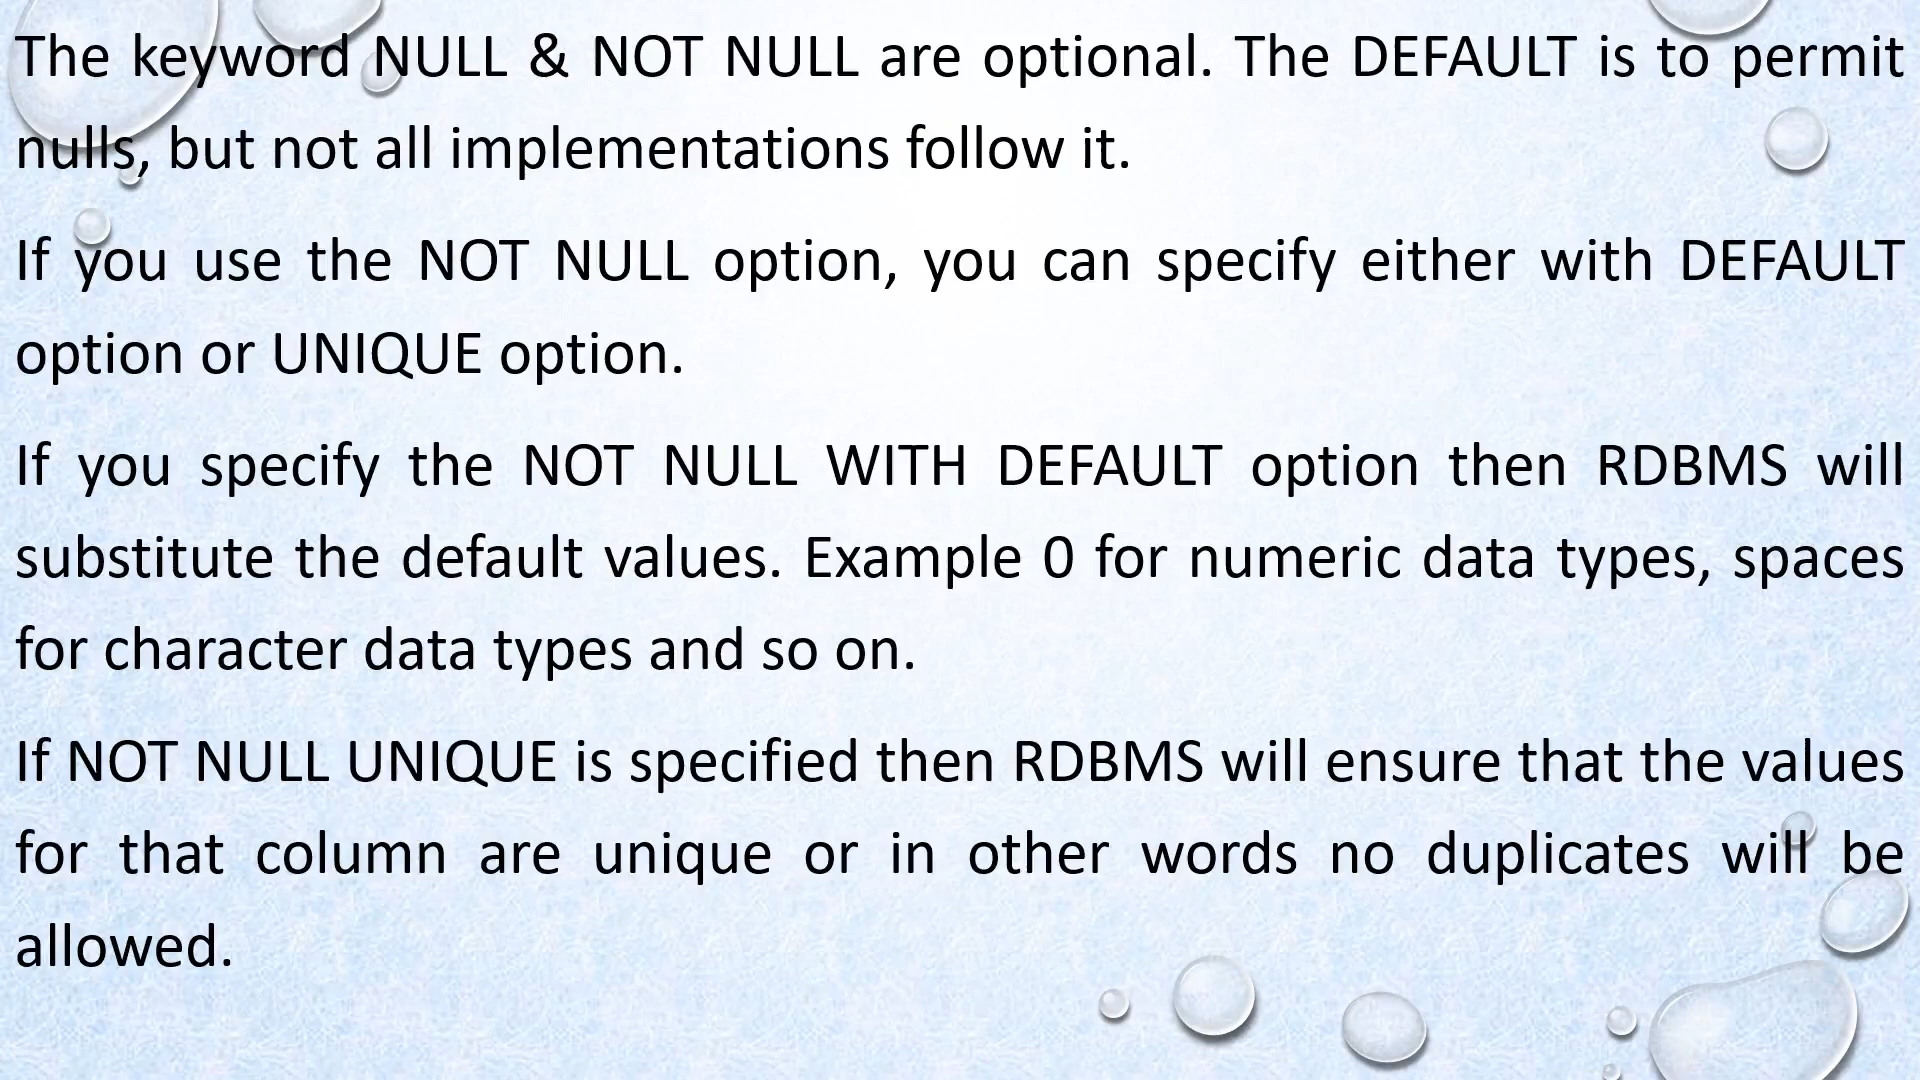 The keyword NULL & NOT NULL are optional. The DEFAULT is to permit
nulls, but not all implementations follow it.
If you use the NOT NULL option, you can specify either with DEFAULT
option or UNIQUE option.
If you specify the NOT NULL WITH DEFAULT option then RDBMS will
substitute the default values. Example 0 for numeric data types, spaces
for character data types and so on.
If NOT NULL UNIQUE is specified then RDBMS will ensure that the values
for that column are unique or in other words no duplicates will be
allowed.